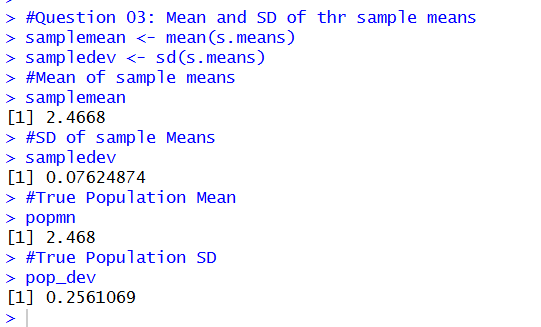 >
> #Question 03: Mean and SD of thr sample means
> samplemean <- mean(s.means)
> sampledev <- sd(s.means)
> #Mean of sample means
> samplemean
[1] 2.4668
> #SD of sample Means
> sampledev
[1] 0.07624874
> #True Population Mean
> popmn
[1] 2.468
> #True Population SD
> pop_dev
[1] 0.2561069
>